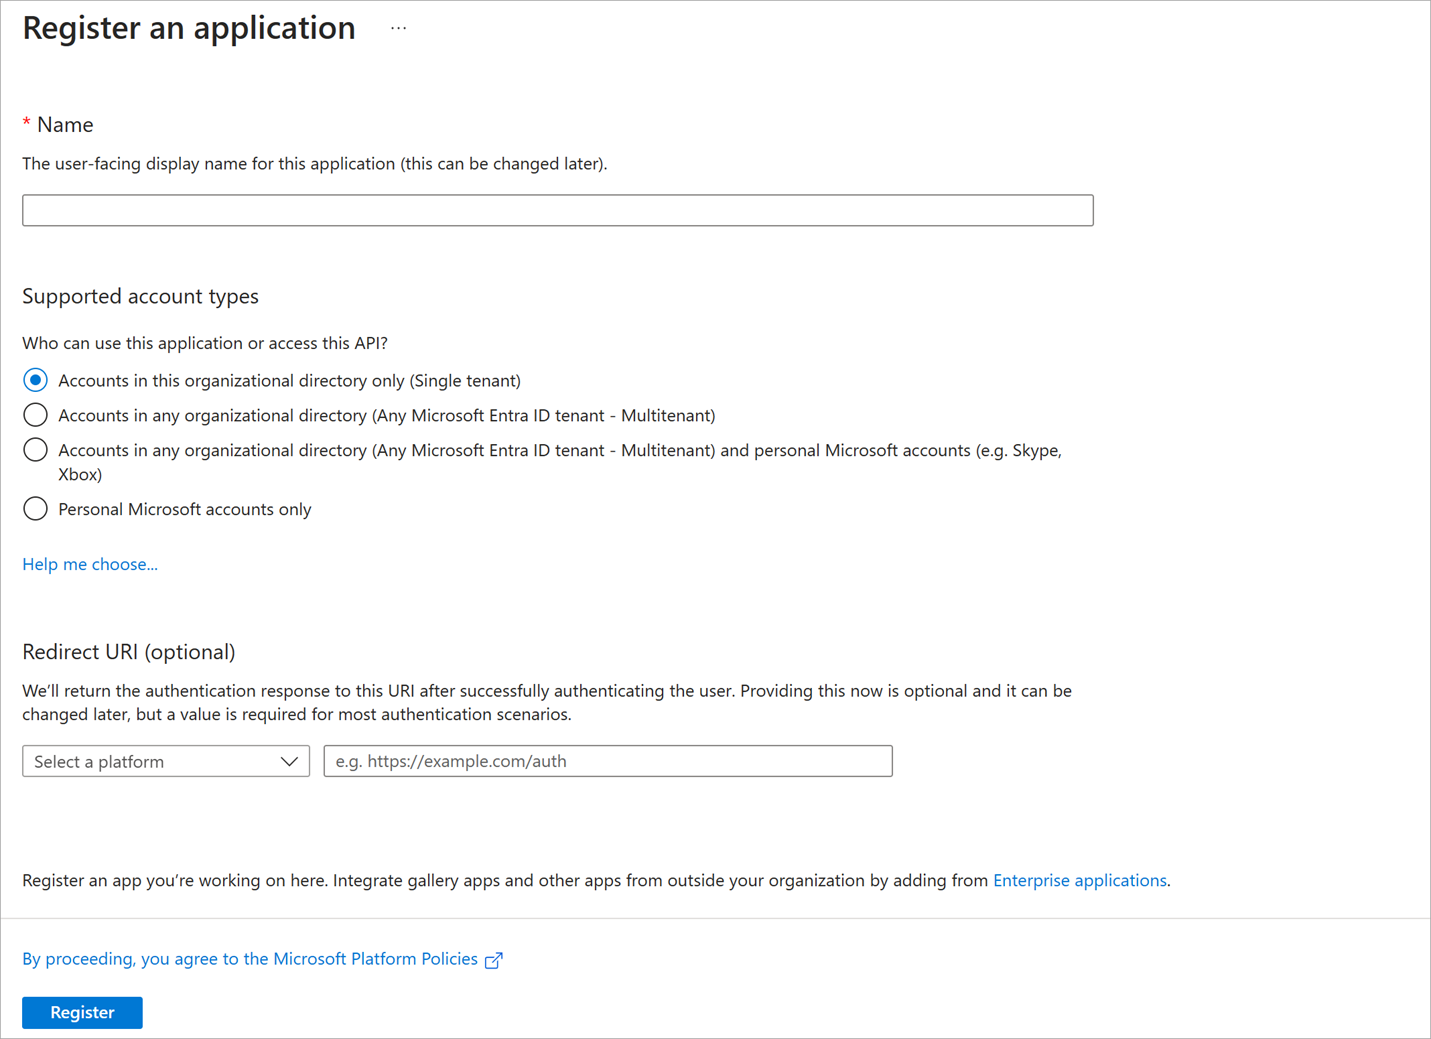 Register an application ...
* Name
The user-facing display name for this application (this can be changed later).
Supported account types
Who can use this application or access this API?
Accounts in this organizational directory only (Single tenant)
Accounts in any organizational directory (Any Microsoft Entra ID tenant - Multitenant)
Accounts in any organizational directory (Any Microsoft Entra ID tenant - Multitenant) and personal Microsoft accounts (e.g. Skype,
Xbox)
Personal Microsoft accounts only
Help me choose...
Redirect URI (optional)
We’ll return the authentication response to this URI after successfully authenticating the user. Providing this now is optional and it can be
changed later, but a value is required for most authentication scenarios.
Select a platform
e.g. https://example.com/auth
Register an app you’re working on here. Integrate gallery apps and other apps from outside your organization by adding from Enterprise applications.
By proceeding, you agree to the Microsoft Platform Policies
Register